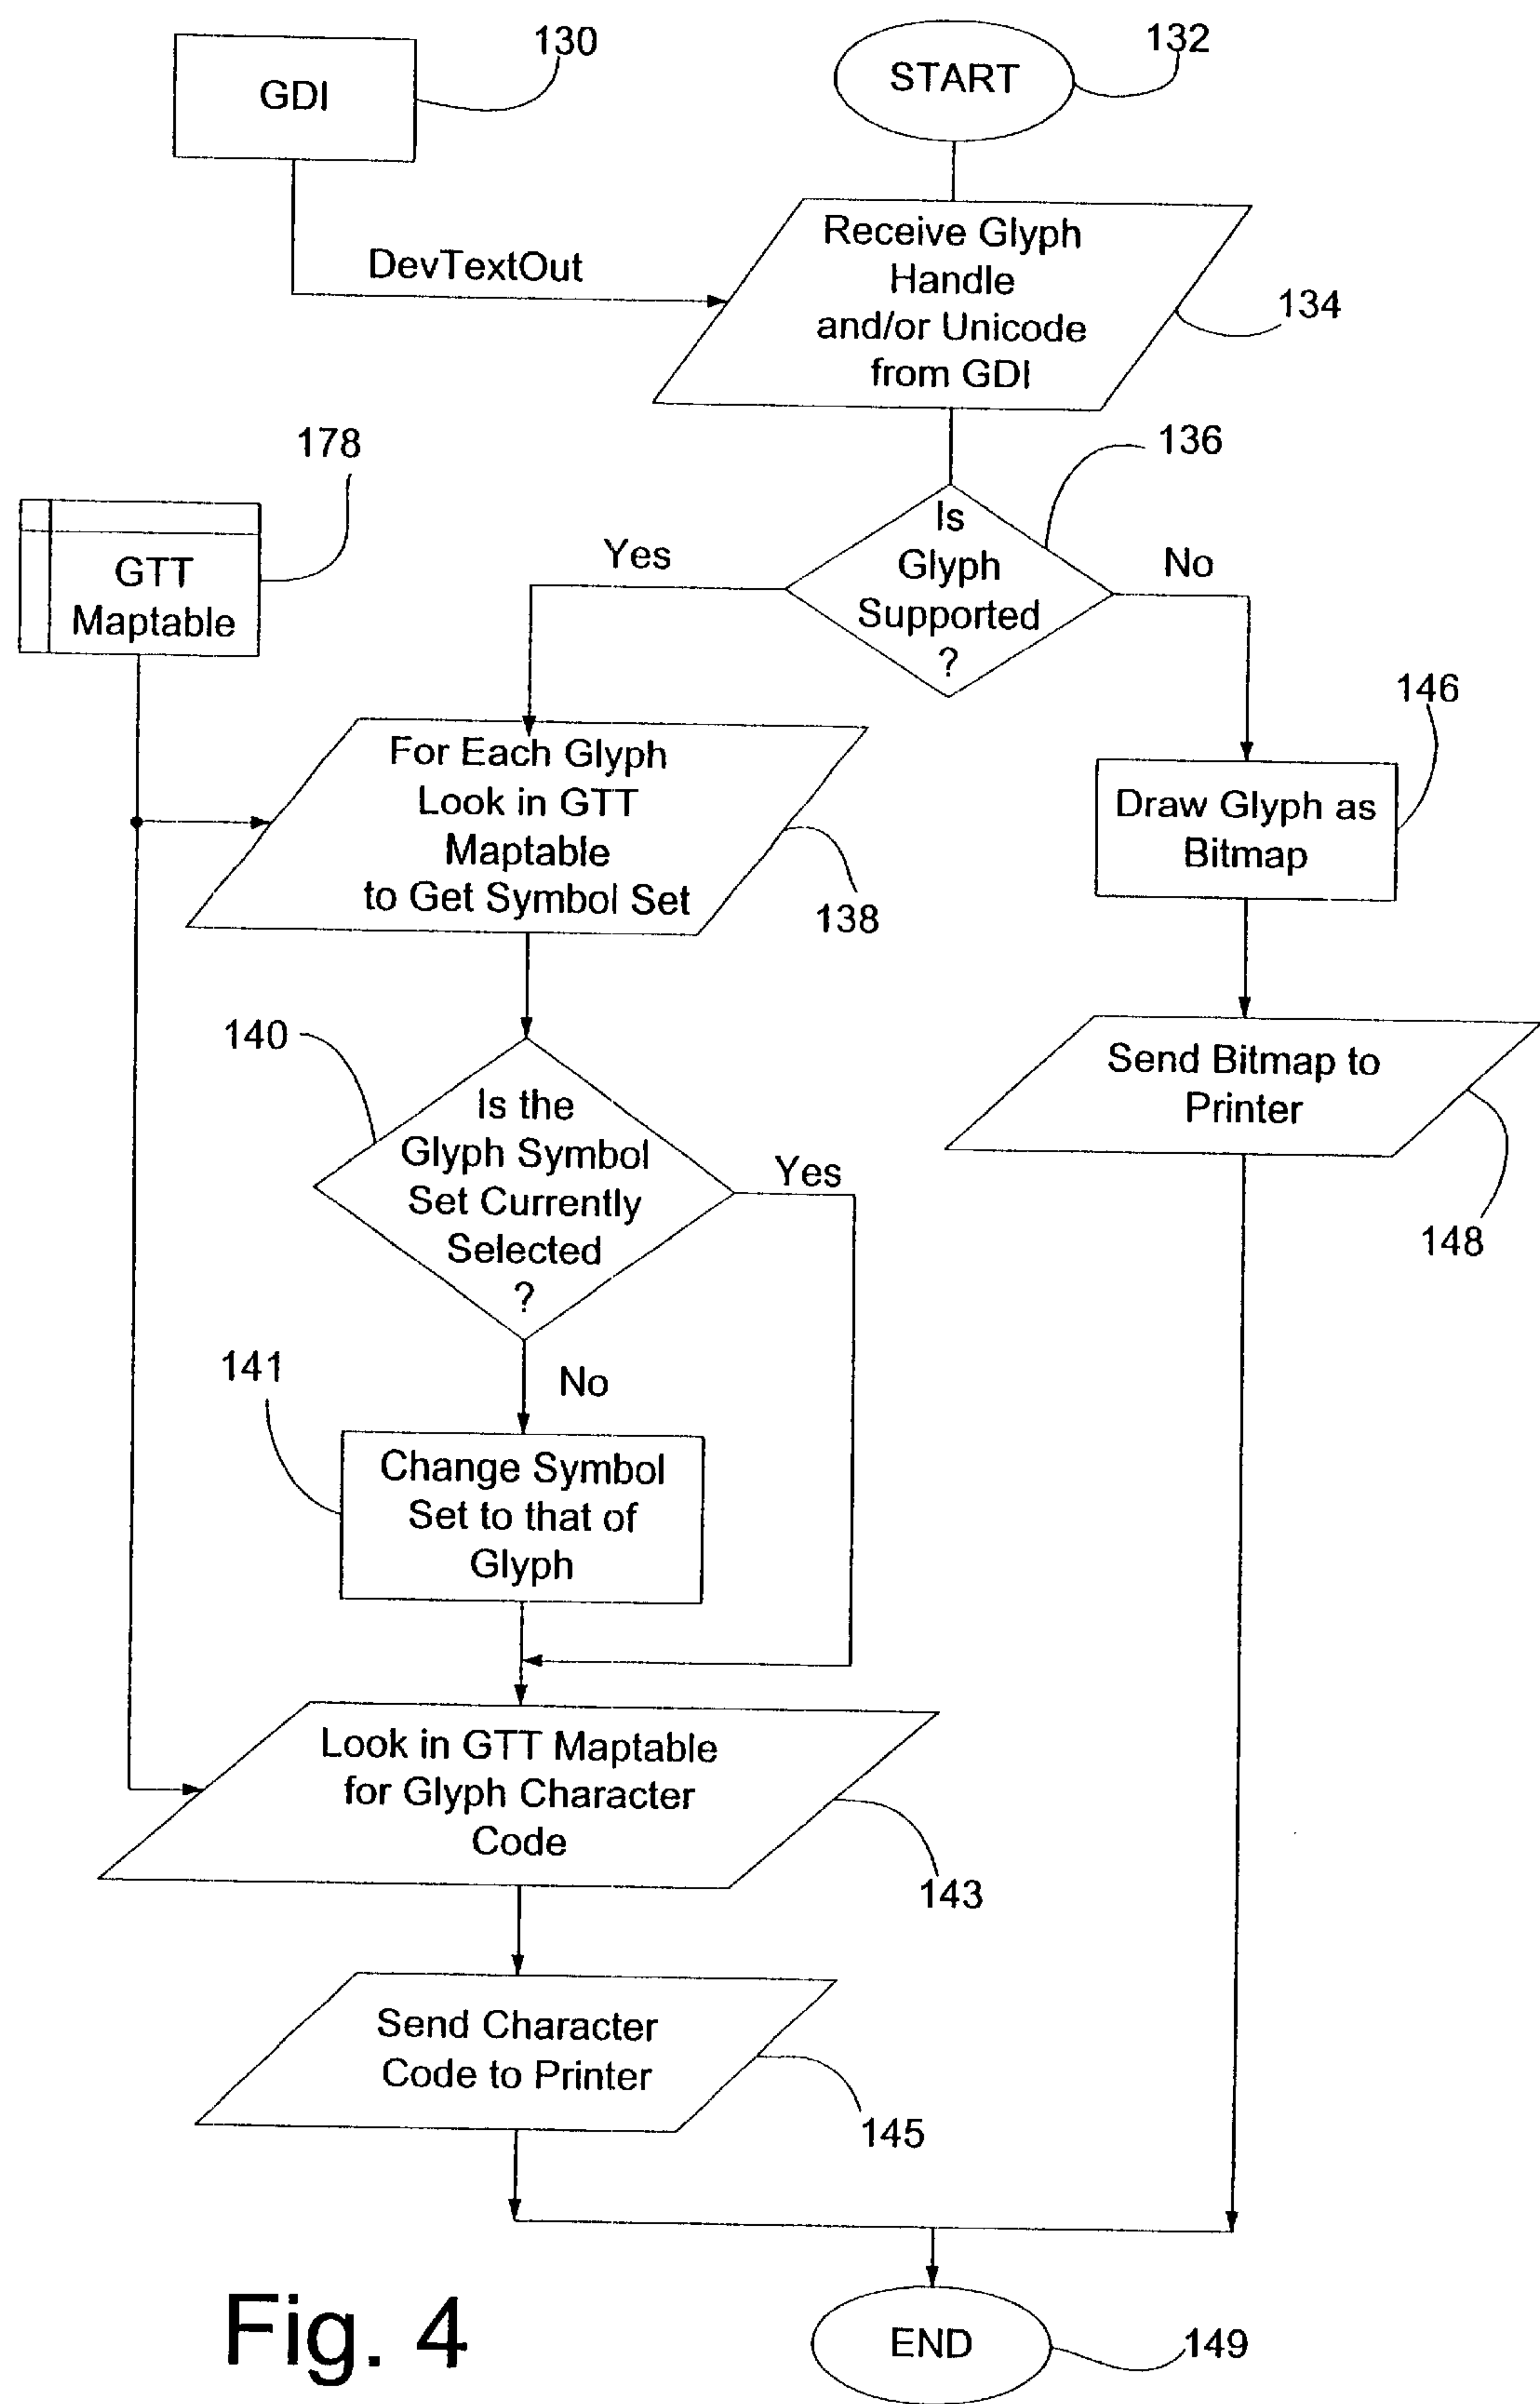 130
GDI
132
START
DevTextOut
Receive Glyph
Handle
and/or Unicode
from GDI
134
178
GTT
Maptable
136
Is
Glyph
Supported
?
Yes
No
For Each Glyph
Look in GTT
Maptable
to Get Symbol Set
138
146
Draw Glyph as
Bitmap
140
Is the
Glyph Symbol
Set Currently
Selected
?
Yes
No
Send Bitmap to
Printer
148
141
Change Symbol
Set to that of
Glyph
Look in GTT Maptable
for Glyph Character
Code
143
Send Character
Code to Printer
145
END
149
Fig. 4